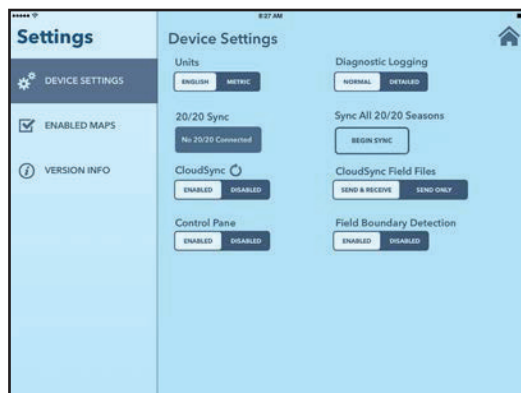 8:27 AM
Settings
DEVICE SETTINGS
ENABLED MAPS
VERSION INFO
Device Settings
Units
ENGLISH METRIC
Diagnostic Logging
NORMAL DETAILED
20/20 Sync
No 20/20 Connected
Sync All 20/20 Seasons
BEGIN SYNC
CloudSync
ENABLED DISABLED
CloudSync Field Files
SEND & RECEIVE SEND ONLY
Control Pane
ENABLED DISABLED
Field Boundary Detection
ENABLED DISABLED